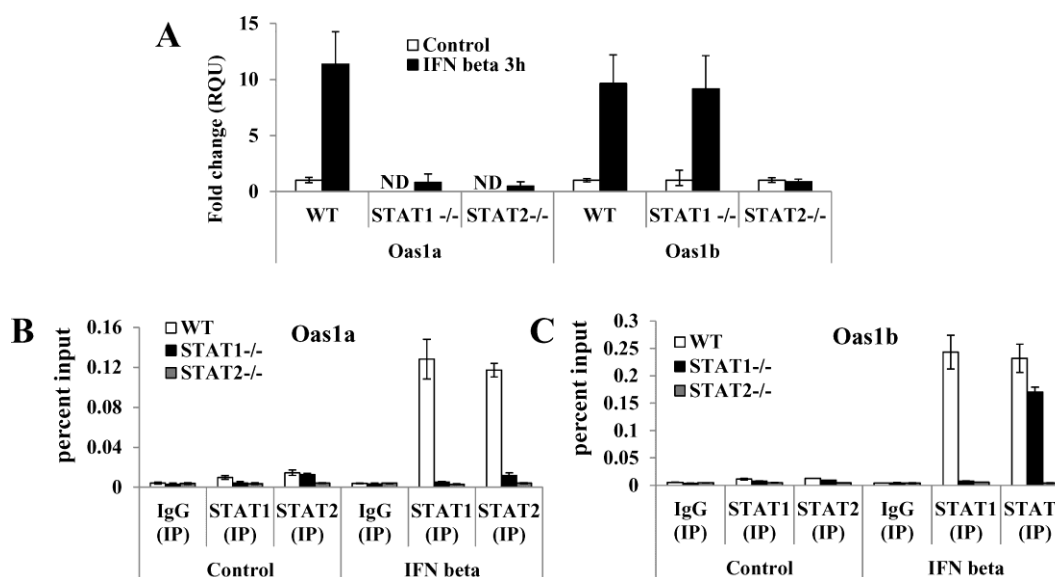 A
Fold change (RQU)
15
10
5
0
Control
IFN beta 3h
ND
ND
WT
STAT1 -/-
STAT2-/-
WT
STAT1 -/-
STAT2-/-
Oas1a
Oas1b
B
percent input
0.16
0.12
0.08
0.04
0
WT
STAT1-/-
STAT2-/-
Oas1a
IgG
(IP)
STAT1
(IP)
STAT2
(IP)
IgG
(IP)
STAT1
(IP)
STAT2
(IP)
Control
IFN beta
C
percent input
0.3
0.25
0.2
0.15
0.1
0.05
0
WT
STAT1-/-
STAT2-/-
Oas1b
IgG
(IP)
STAT1
(IP)
STAT2
(IP)
IgG
(IP)
STAT1
(IP)
STAT
(IP)
Control
IFN beta